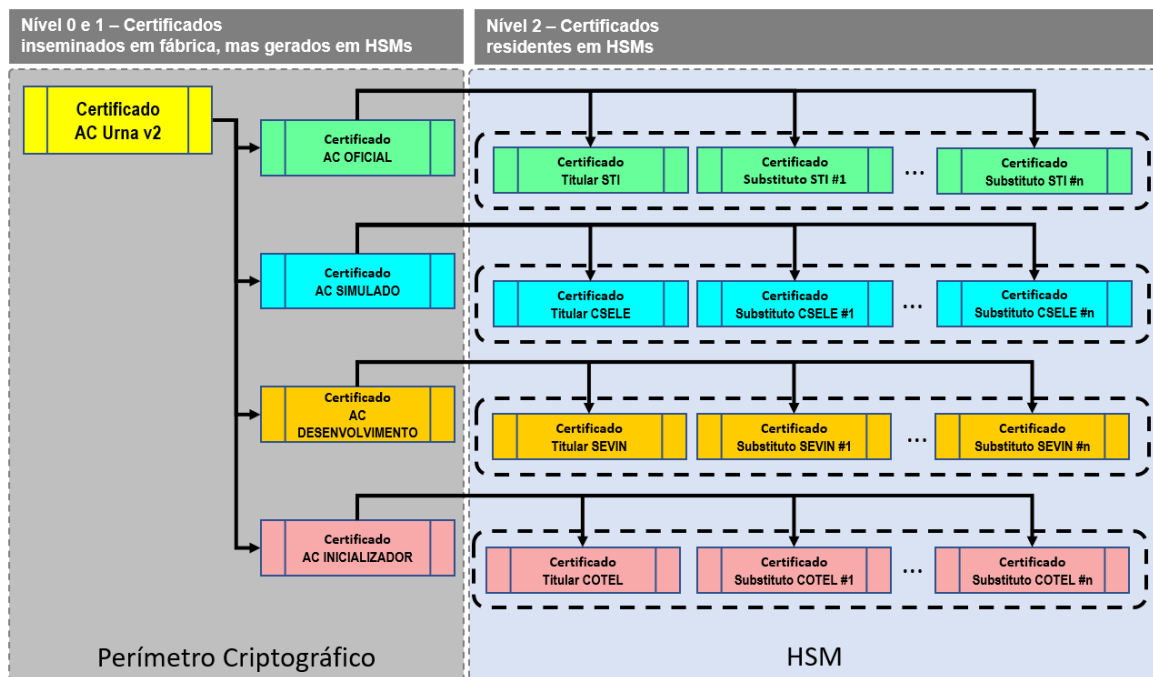 Nível 0 e 1 – Certificados
inseminados em fábrica, mas gerados em HSMs
Nível 2 – Certificados
residentes em HSMs
Certificado
AC Urna v2
Certificado
AC OFICIAL
Certificado
Titular STI
Certificado
Substituto STI #1
...
Certificado
Substituto STI #n
Certificado
AC SIMULADO
Certificado
Titular CSELE
Certificado
Substituto CSELE #1
...
Certificado
Substituto CSELE #n
Certificado
AC
DESENVOLVIMENTO
Certificado
Titular SEVIN
Certificado
Substituto SEVIN #1
...
Certificado
Substituto SEVIN #n
Certificado
AC INICIALIZADOR
Certificado
Titular COTEL
Certificado
Substituto COTEL #1
...
Certificado
Substituto COTEL #n
Perímetro Criptográfico
HSM